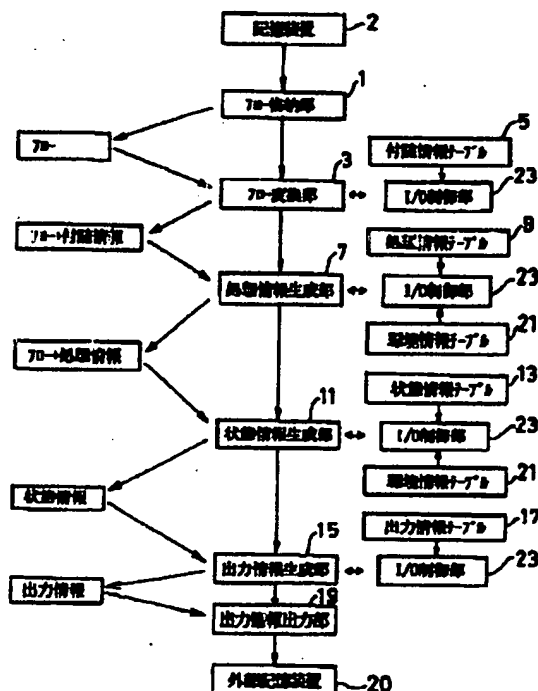 記憶装置
2
1
フロー格納部
フロー
5
付随情報テーブル
3
23
フロー変換部
I/O制御部
フロー+付随情報
9
処理情報テーブル
7
23
処理情報生成部
I/O制御部
21
環境情報テーブル
フロー+処理情報
13
状態情報テーブル
11
23
状態情報生成部
I/O制御部
21
環境情報テーブル
状態情報
17
出力情報テーブル
15
23
出力情報生成部
I/O制御部
出力情報
19
出力情報出力部
外部記憶装置
20